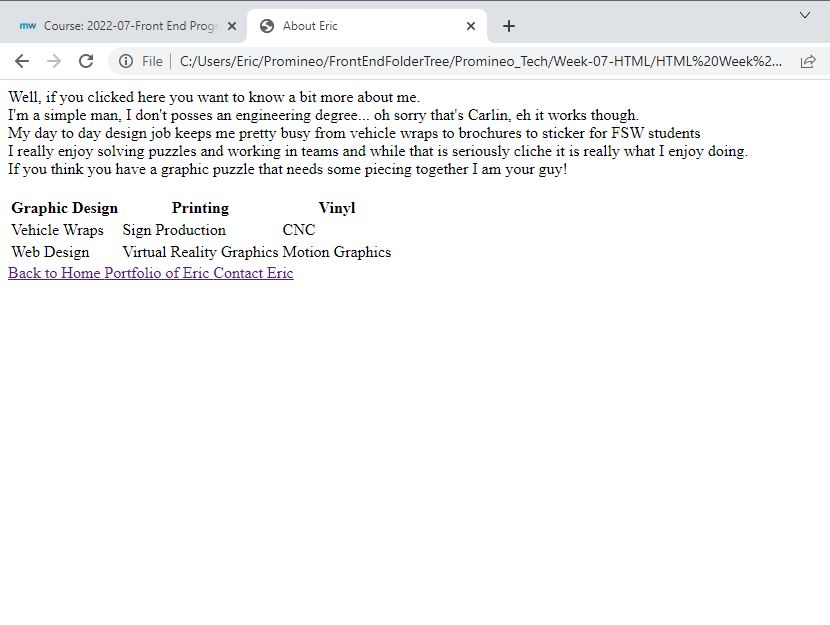 mw Course: 2022-07-Front End Progr
About Eric
File C:/Users/Eric/Promineo/FrontEndFolderTree/Promineo_Tech/Week-07-HTML/HTML%20Week%2...
Well, if you clicked here you want to know a bit more about me.
I'm a simple man, I don't posses an engineering degree... oh sorry that's Carlin, eh it works though.
My day to day design job keeps me pretty busy from vehicle wraps to brochures to sticker for FSW students
I really enjoy solving puzzles and working in teams and while that is seriously cliche it is really what I enjoy doing.
If you think you have a graphic puzzle that needs some piecing together I am your guy!
Graphic Design Printing Vinyl
Vehicle Wraps Sign Production CNC
Web Design Virtual Reality Graphics Motion Graphics
Back to Home Portfolio of Eric Contact Eric